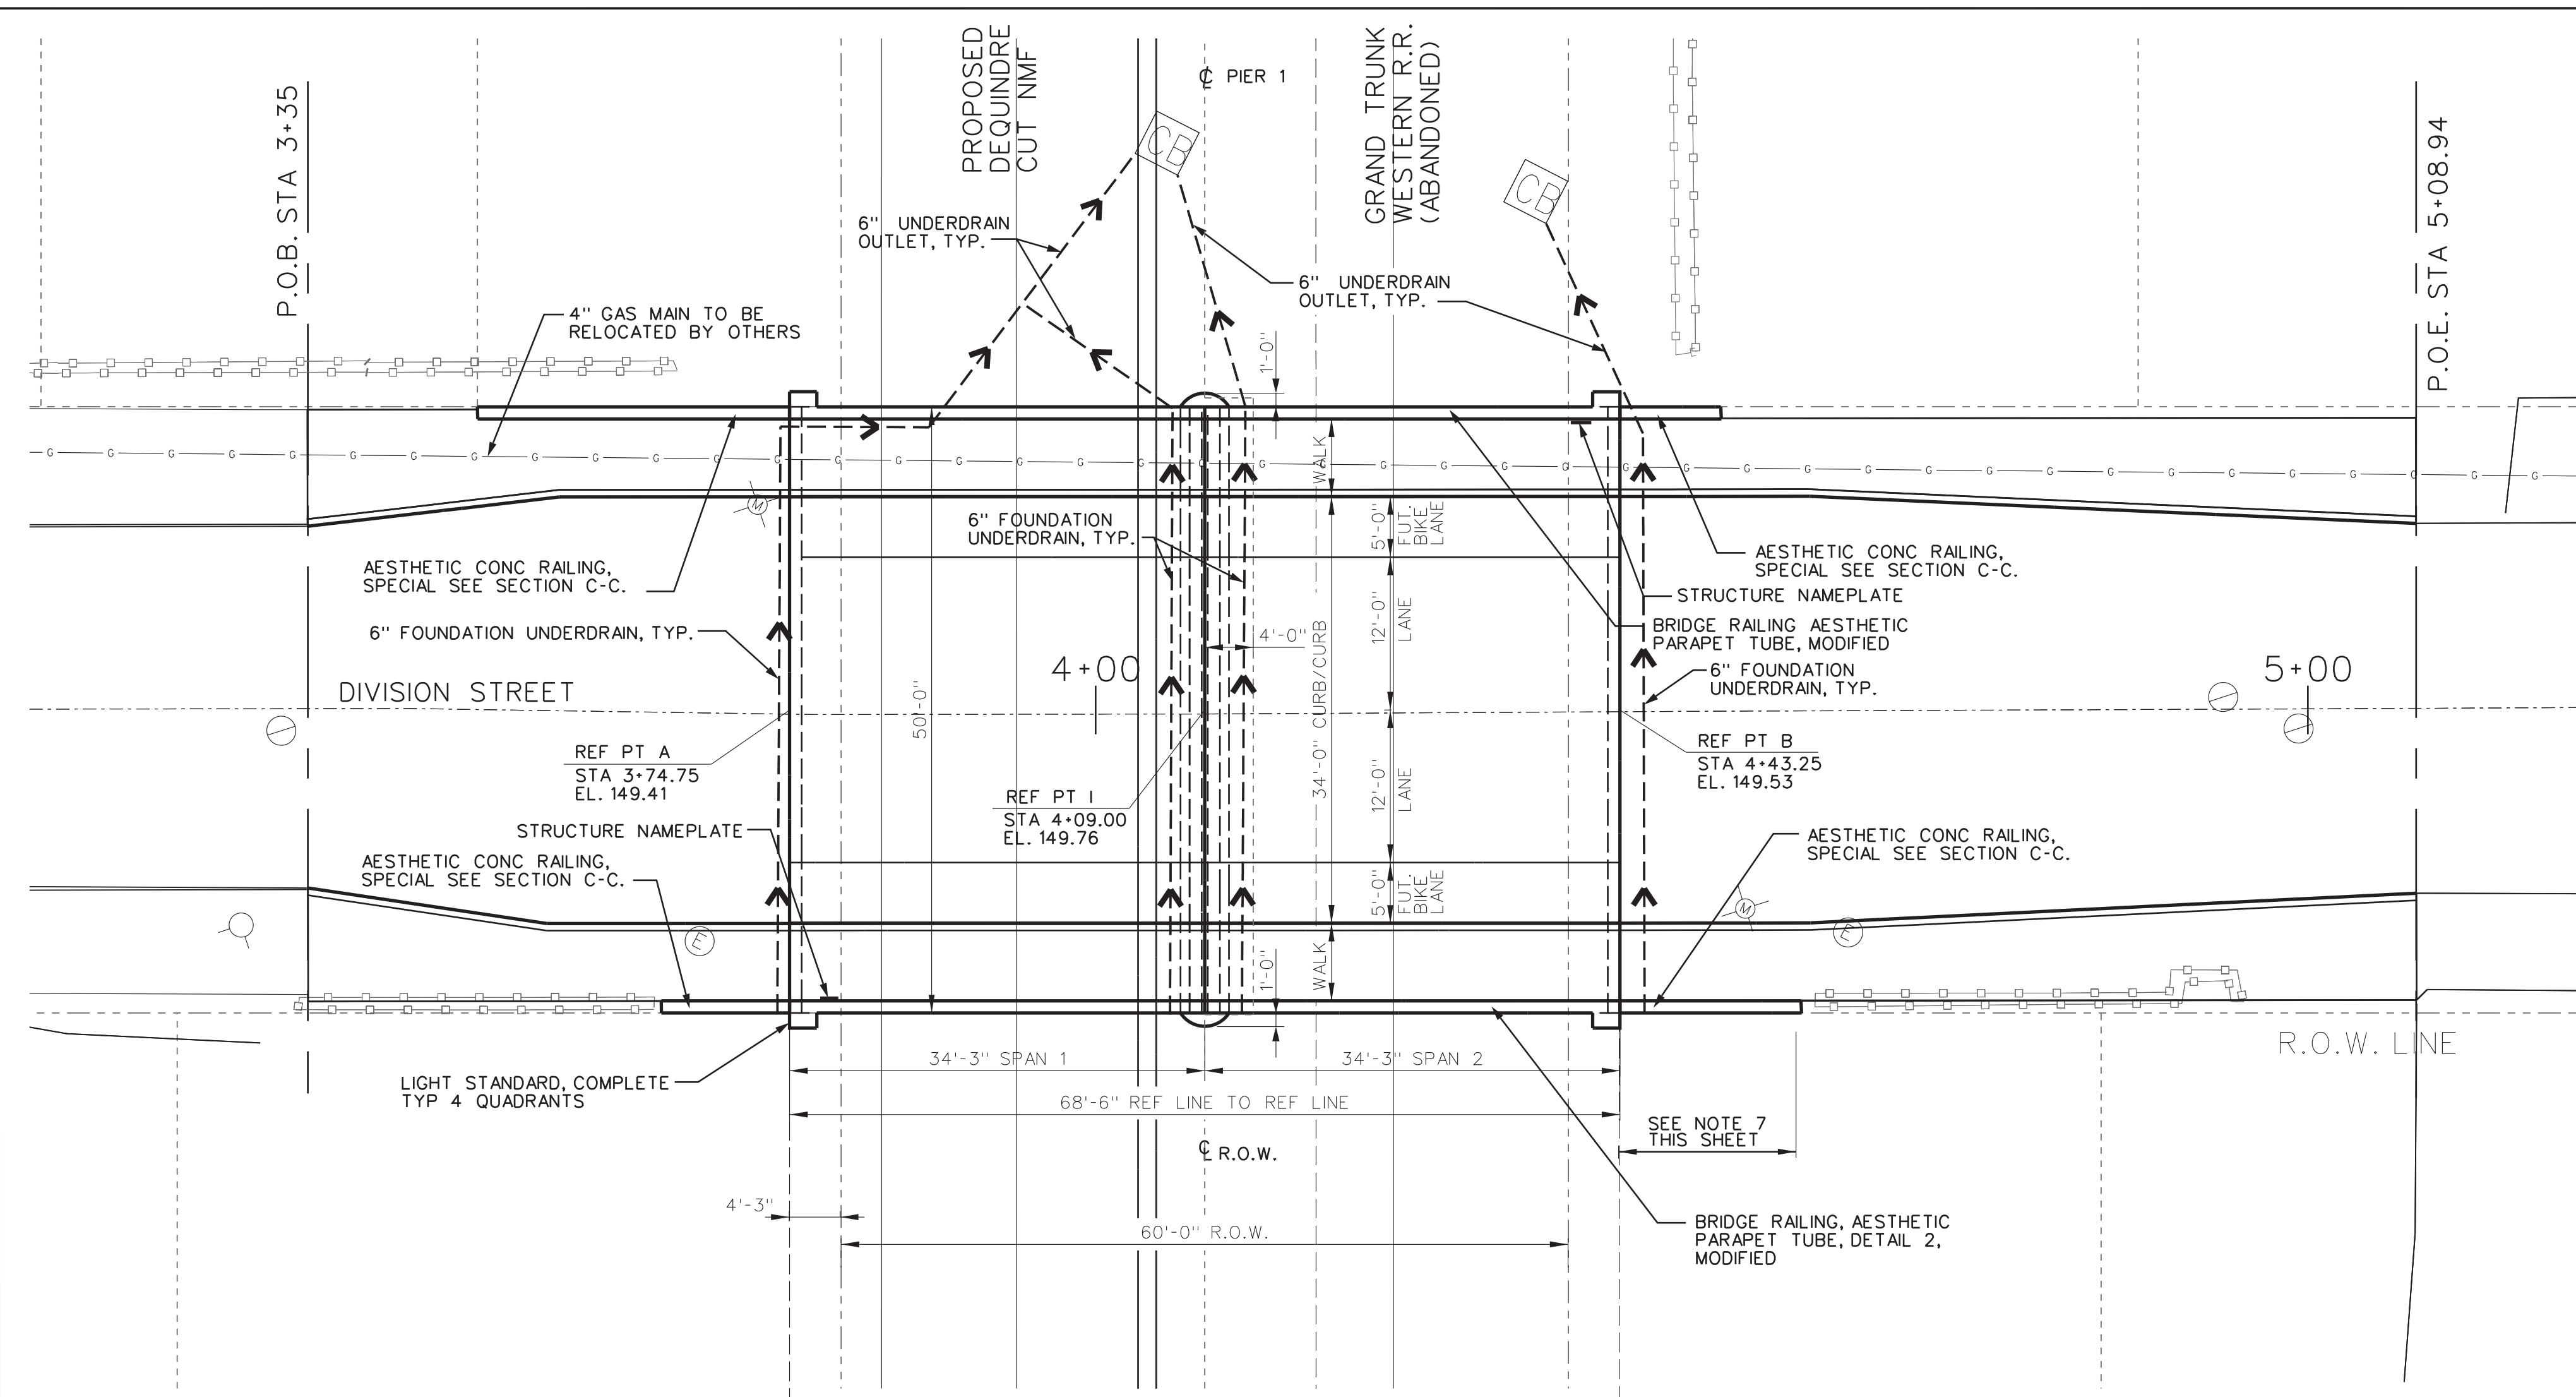 P.O.B. STA 3+35
PROPOSED
DEQUINDRE
CUT NMF
℄ PIER 1
GRAND TRUNK
WESTERN R.R.
(ABANDONED)
P.O.E. STA 5+08.94
CB
CB
6" UNDERDRAIN
OUTLET, TYP.
6" UNDERDRAIN
OUTLET, TYP.
4" GAS MAIN TO BE
RELOCATED BY OTHERS
1'-0"
G G G G G G G G G G G G G G G G G G G G G G G G G G G G G G G G G G G G G G G G G
WALK
M
6" FOUNDATION
UNDERDRAIN, TYP.
5'-0"
FUT.
BIKE
LANE
AESTHETIC CONC RAILING,
SPECIAL SEE SECTION C-C.
AESTHETIC CONC RAILING,
SPECIAL SEE SECTION C-C.
STRUCTURE NAMEPLATE
BRIDGE RAILING AESTHETIC
PARAPET TUBE, MODIFIED
6" FOUNDATION UNDERDRAIN, TYP.
12'-0"
LANE
4'-0"
34'-0" CURB/CURB
6" FOUNDATION
UNDERDRAIN, TYP.
DIVISION STREET
4+00
5+00
50'-0"
REF PT A
STA 3+74.75
EL. 149.41
REF PT 1
STA 4+09.00
EL. 149.76
REF PT B
STA 4+43.25
EL. 149.53
12'-0"
LANE
STRUCTURE NAMEPLATE
AESTHETIC CONC RAILING,
SPECIAL SEE SECTION C-C.
AESTHETIC CONC RAILING,
SPECIAL SEE SECTION C-C.
5'-0"
FUT.
BIKE
LANE
M
E
E
WALK
1'-0"
R.O.W. LINE
34'-3" SPAN 1
34'-3" SPAN 2
LIGHT STANDARD, COMPLETE
TYP 4 QUADRANTS
68'-6" REF LINE TO REF LINE
SEE NOTE 7
THIS SHEET
℄ R.O.W.
4'-3"
60'-0" R.O.W.
BRIDGE RAILING, AESTHETIC
PARAPET TUBE, DETAIL 2,
MODIFIED